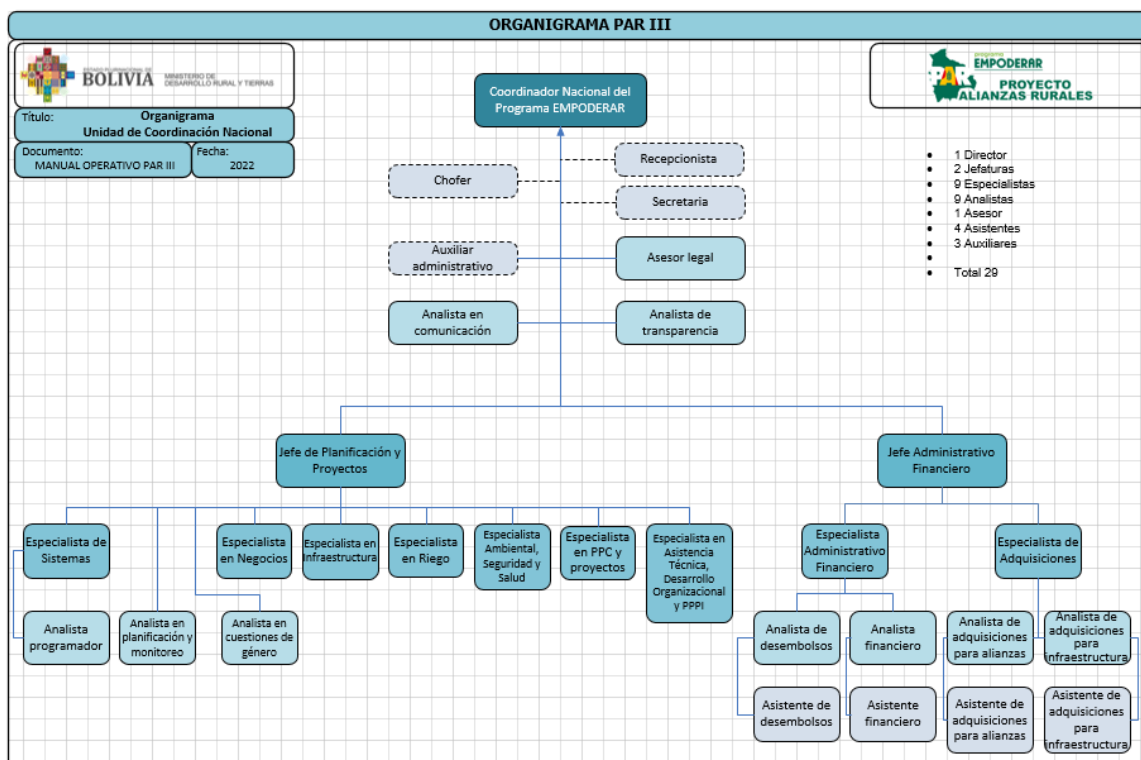 ORGANIGRAMA PAR III
ESTADO PLURINACIONAL DE
BOLIVIA
MINISTERIO DE
DESARROLLO RURAL Y TIERRAS
Título:
Organigrama
Unidad de Coordinación Nacional
Documento:
MANUAL OPERATIVO PAR III
Fecha:
2022
Coordinador Nacional del
Programa EMPODERAR
programa
EMPODERAR
PAR
PROYECTO
ALIANZAS RURALES
• 1 Director
• 2 Jefaturas
• 9 Especialistas
• 9 Analistas
• 1 Asesor
• 4 Asistentes
• 3 Auxiliares
•
• Total 29
Recepcionista
Chofer
Secretaria
Auxiliar
administrativo
Asesor legal
Analista en
comunicación
Analista de
transparencia
Jefe de Planificación y
Proyectos
Jefe Administrativo
Financiero
Especialista de
Sistemas
Especialista
en Negocios
Especialista en
Infraestructura
Especialista
en Riego
Especialista
Ambiental,
Seguridad y
Salud
Especialista
en PPC y
proyectos
Especialista en
Asistencia
Técnica,
Desarrollo
Organizacional
y PPPI
Especialista
Administrativo
Financiero
Especialista de
Adquisiciones
Analista
programador
Analista en
planificación y
monitoreo
Analista en
cuestiones de
género
Analista de
desembolsos
Analista
financiero
Analista de
adquisiciones
para alianzas
Analista de
adquisiciones
para
infraestructura
Asistente de
desembolsos
Asistente
financiero
Asistente de
adquisiciones
para alianzas
Asistente de
adquisiciones
para
infraestructura